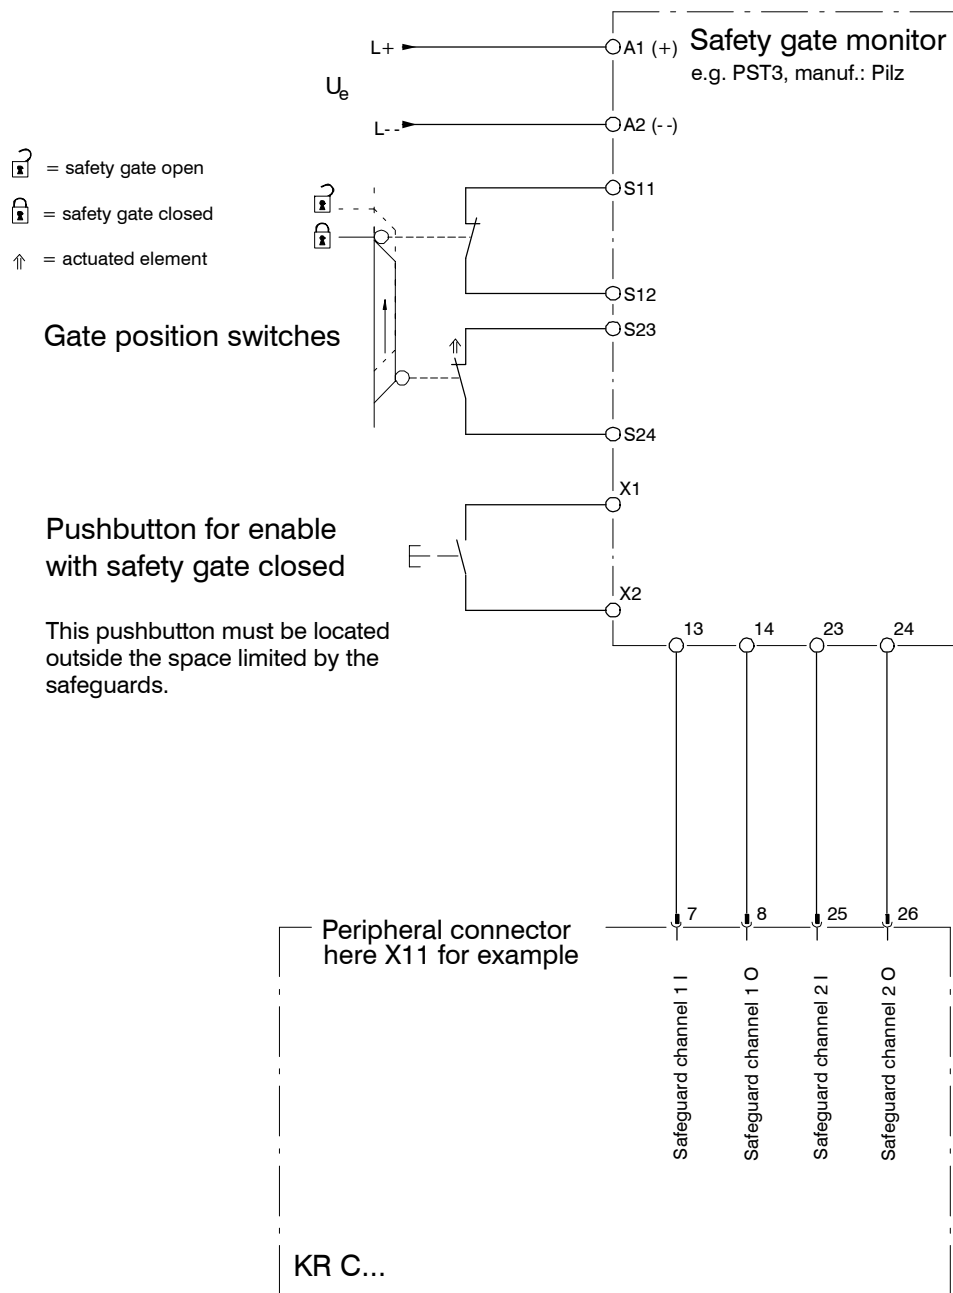 Safety gate monitor
e.g. PST3, manuf.: Pilz
L+
A1 (+)
Ue
L--
A2 (--)
= safety gate open
= safety gate closed
= actuated element
S11
S12
Gate position switches
S23
S24
X1
Pushbutton for enable
with safety gate closed
X2
This pushbutton must be located
outside the space limited by the
safeguards.
13
14
23
24
7
8
25
26
Peripheral connector
here X11 for example
Safeguard channel 1 I
Safeguard channel 1 O
Safeguard channel 2 I
Safeguard channel 2 O
KR C...